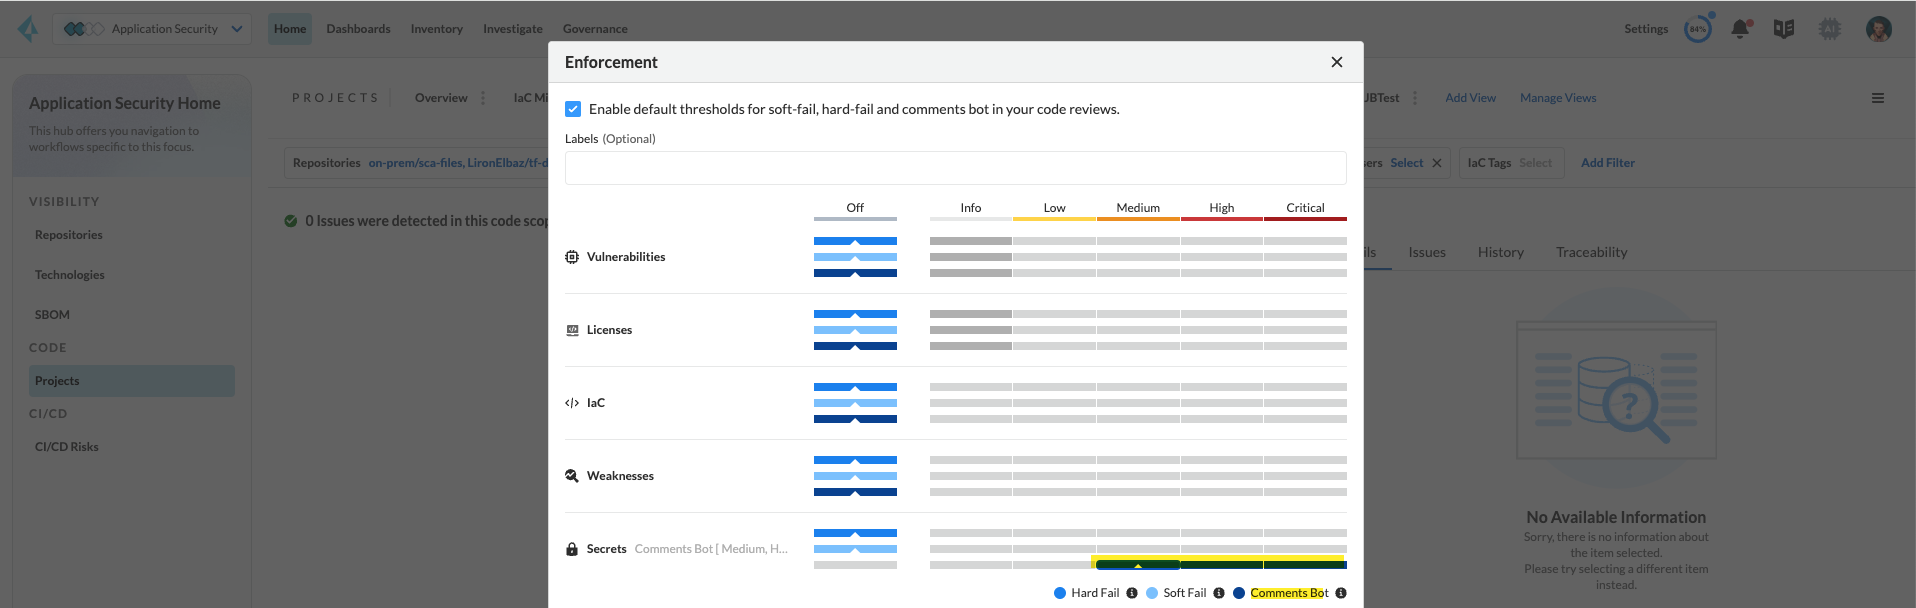 Application Security
Home
Dashboards
Inventory
Investigate
Governance
Settings
84%
AI
Enforcement
Application Security Home
This hub offers you navigation to
workflows specific to this focus.
PROJECTS
Overview
IaC Mi
JBTest
Add View
Manage Views
Enable default thresholds for soft-fail, hard-fail and comments bot in your code reviews.
Labels (Optional)
Repositories on-prem/sca-files, LironElbaz/tf-d
sers Select
IaC Tags Select
Add Filter
0 Issues were detected in this code scop
VISIBILITY
Repositories
Technologies
SBOM
CODE
Projects
CI/CD
CI/CD Risks
Off
Info
Low
Medium
High
Critical
Vulnerabilities
Licenses
IaC
Weaknesses
Secrets Comments Bot [ Medium, H...
Hard Fail
Soft Fail
Comments Bot
ils
Issues
History
Traceability
No Available Information
Sorry, there is no information about
the item selected.
Please try selecting a different item
instead.